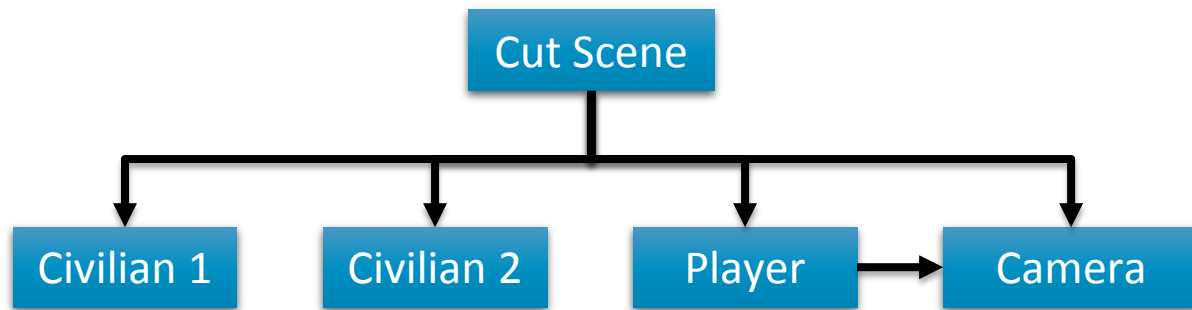 Cut Scene
Civilian 1
Civilian 2
Player
Camera